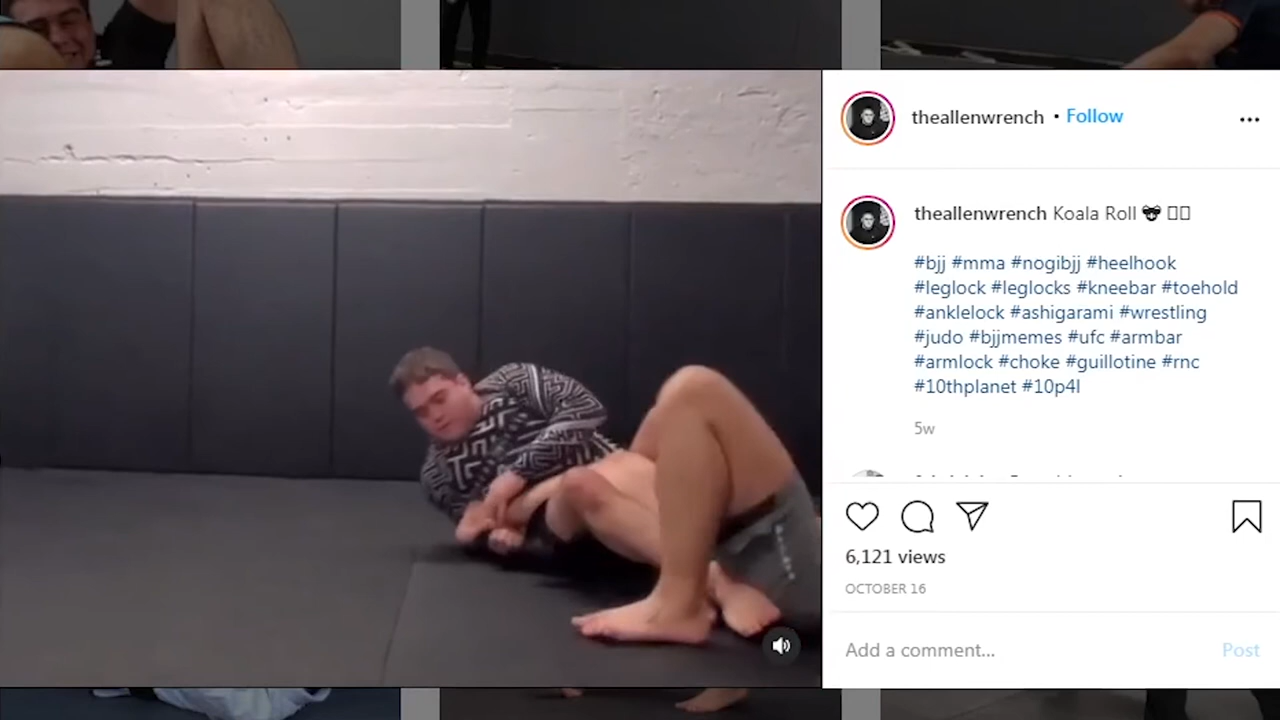 theallenwrench • Follow
theallenwrench Koala Roll 🐨
#bjj #mma #nogibjj #heelhook
#leglock #leglocks #kneebar #toehold
#anklelock #ashigarami #wrestling
#judo #bjjmemes #ufc #armbar
#armlock #choke #guillotine #rnc
#10thplanet #10p4l
5w
6,121 views
OCTOBER 16
Add a comment... Post